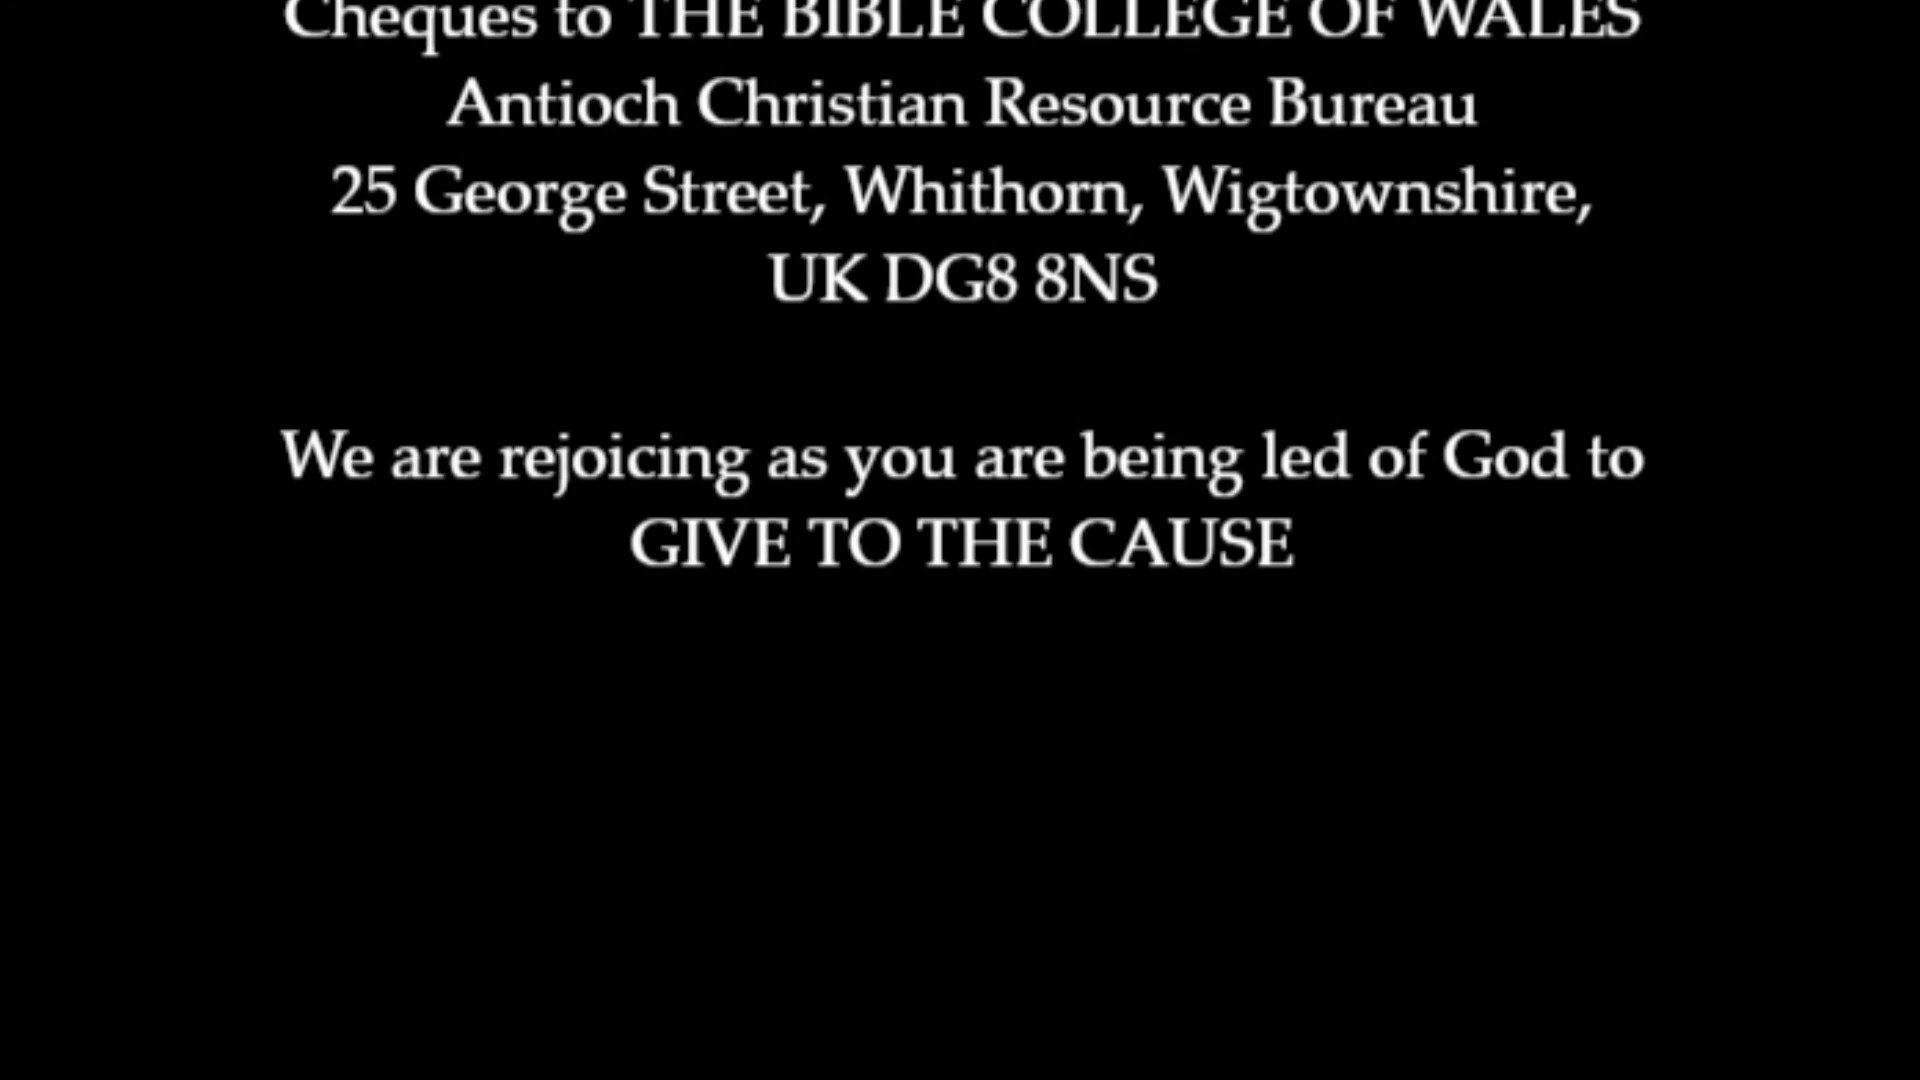 Cheques to THE BIBLE COLLEGE OF WALES
Antioch Christian Resource Bureau
25 George Street, Whithorn, Wigtownshire,
UK DG8 8NS
We are rejoicing as you are being led of God to
GIVE TO THE CAUSE